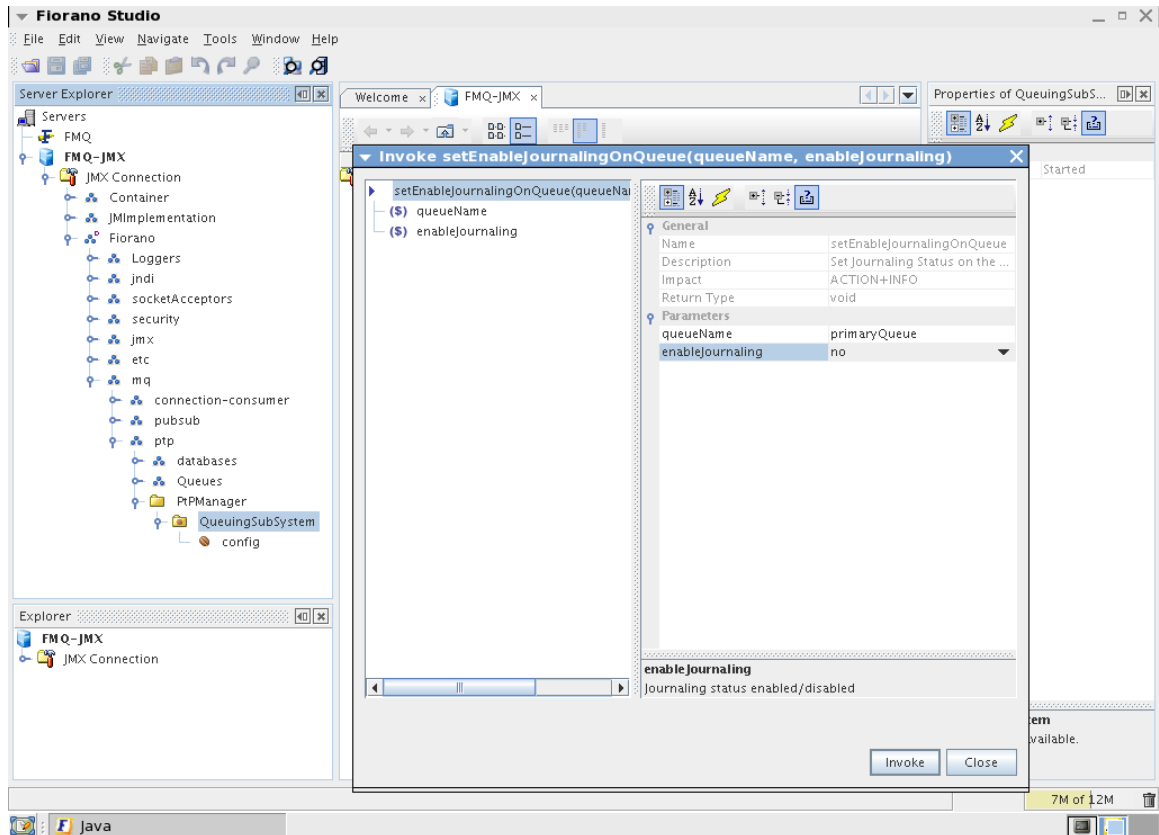 Fiorano Studio
File Edit View Navigate Tools Window Help
Server Explorer
Servers
FMQ
FMQ-JMX
JMX Connection
Container
JMImplementation
Fiorano
Loggers
jndi
socketAcceptors
security
jmx
etc
mq
connection-consumer
pubsub
ptp
databases
Queues
PtPManager
QueuingSubSystem
config
Explorer
FMQ-JMX
JMX Connection
Welcome x FMQ-JMX x
Properties of QueuingSubS...
Started
Invoke setEnableJournalingOnQueue(queueName, enableJournaling)
setEnableJournalingOnQueue(queueNa
($) queueName
($) enableJournaling
General
Name setEnableJournalingOnQueue
Description Set Journaling Status on the ...
Impact ACTION+INFO
Return Type void
Parameters
queueName primaryQueue
enableJournaling no
enableJournaling
Journaling status enabled/disabled
Invoke Close
tem
vailable.
7M of 12M
Java